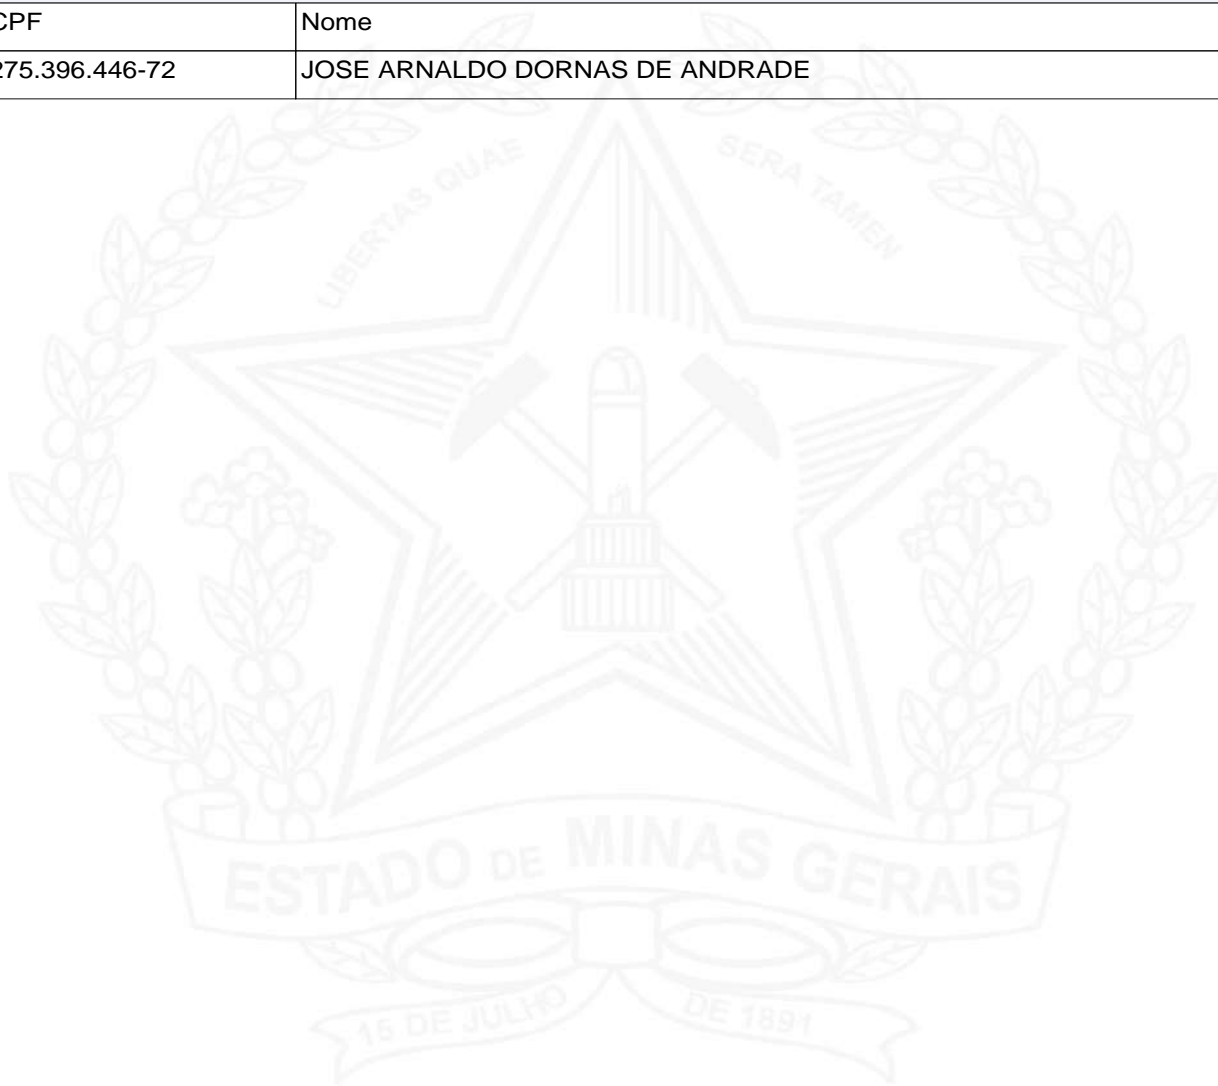 CPF Nome
275.396.446-72 JOSE ARNALDO DORNAS DE ANDRADE
LIBERTAS QUAE SERA TAMEN
ESTADO DE MINAS GERAIS
15 DE JULHO DE 1891